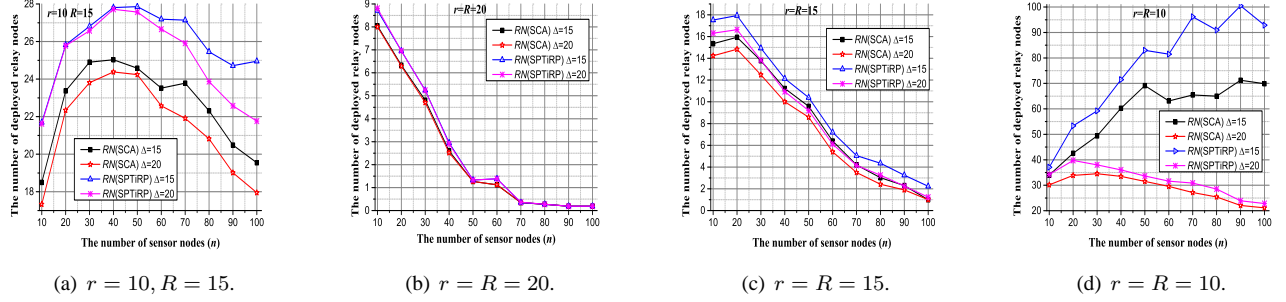 The number of deployed relay nodes
r=10 R=15
28
26
24
22
20
18
RN(SCA) Δ=15
RN(SCA) Δ=20
RN(SPTiRP) Δ=15
RN(SPTiRP) Δ=20
10 20 30 40 50 60 70 80 90 100
The number of sensor nodes (n)
(a) r = 10, R = 15.
The number of deployed relay nodes
r=R=20
9
8
7
6
5
4
3
2
1
0
RN(SCA) Δ=15
RN(SCA) Δ=20
RN(SPTiRP) Δ=15
RN(SPTiRP) Δ=20
10 20 30 40 50 60 70 80 90 100
The number of sensor nodes (n)
(b) r = R = 20.
The number of deployed relay nodes
r=R=15
18
16
14
12
10
8
6
4
2
0
RN(SCA) Δ=15
RN(SCA) Δ=20
RN(SPTiRP) Δ=15
RN(SPTiRP) Δ=20
10 20 30 40 50 60 70 80 90 100
The number of sensor nodes (n)
(c) r = R = 15.
The number of deployed relay nodes
r=R=10
100
90
80
70
60
50
40
30
20
RN(SCA) Δ=15
RN(SCA) Δ=20
RN(SPTiRP) Δ=15
RN(SPTiRP) Δ=20
10 20 30 40 50 60 70 80 90 100
The number of sensor nodes (n)
(d) r = R = 10.